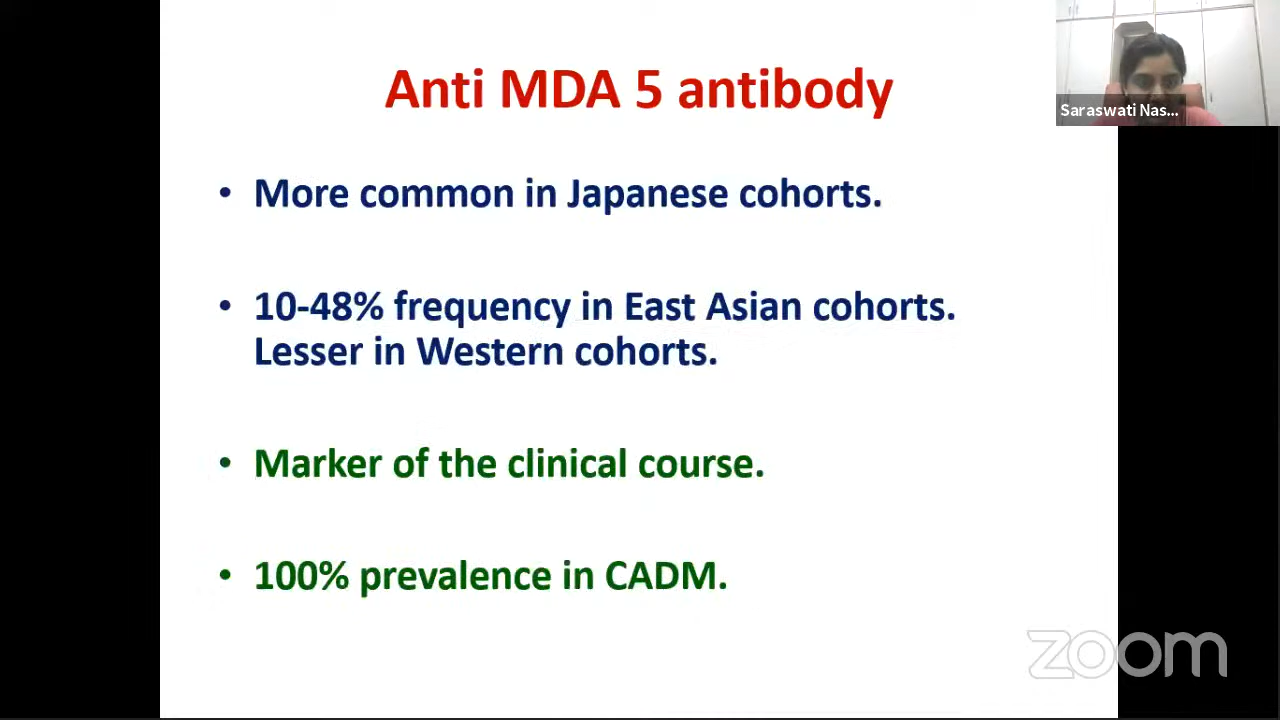 Anti MDA 5 antibody
Saraswati Nas...
• More common in Japanese cohorts.
• 10-48% frequency in East Asian cohorts.
Lesser in Western cohorts.
• Marker of the clinical course.
• 100% prevalence in CADM.
zoom